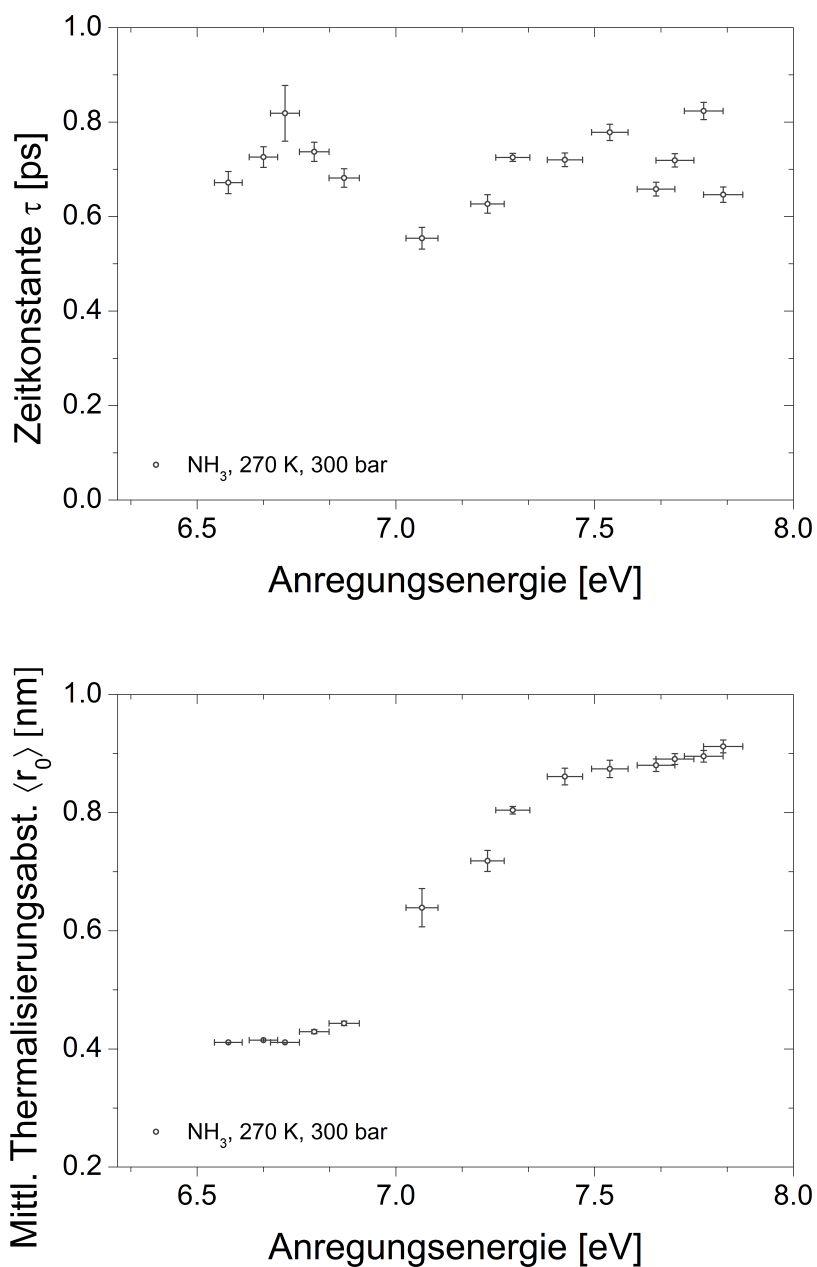 1.0
0.8
0.6
0.4
0.2
0.0
Zeitkonstante τ [ps]
NH₃, 270 K, 300 bar
6.5 7.0 7.5 8.0
Anregungsenergie [eV]
1.0
0.8
0.6
0.4
0.2
Mittl. Thermalisierungsabst. ⟨r₀⟩ [nm]
NH₃, 270 K, 300 bar
6.5 7.0 7.5 8.0
Anregungsenergie [eV]